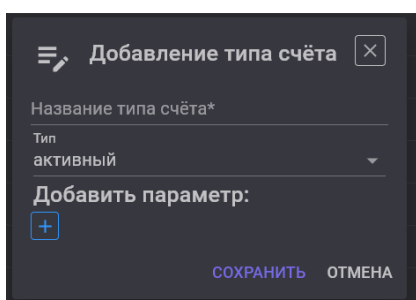 Добавление типа счёта
Название типа счёта*
Тип
активный
Добавить параметр:
СОХРАНИТЬ ОТМЕНА